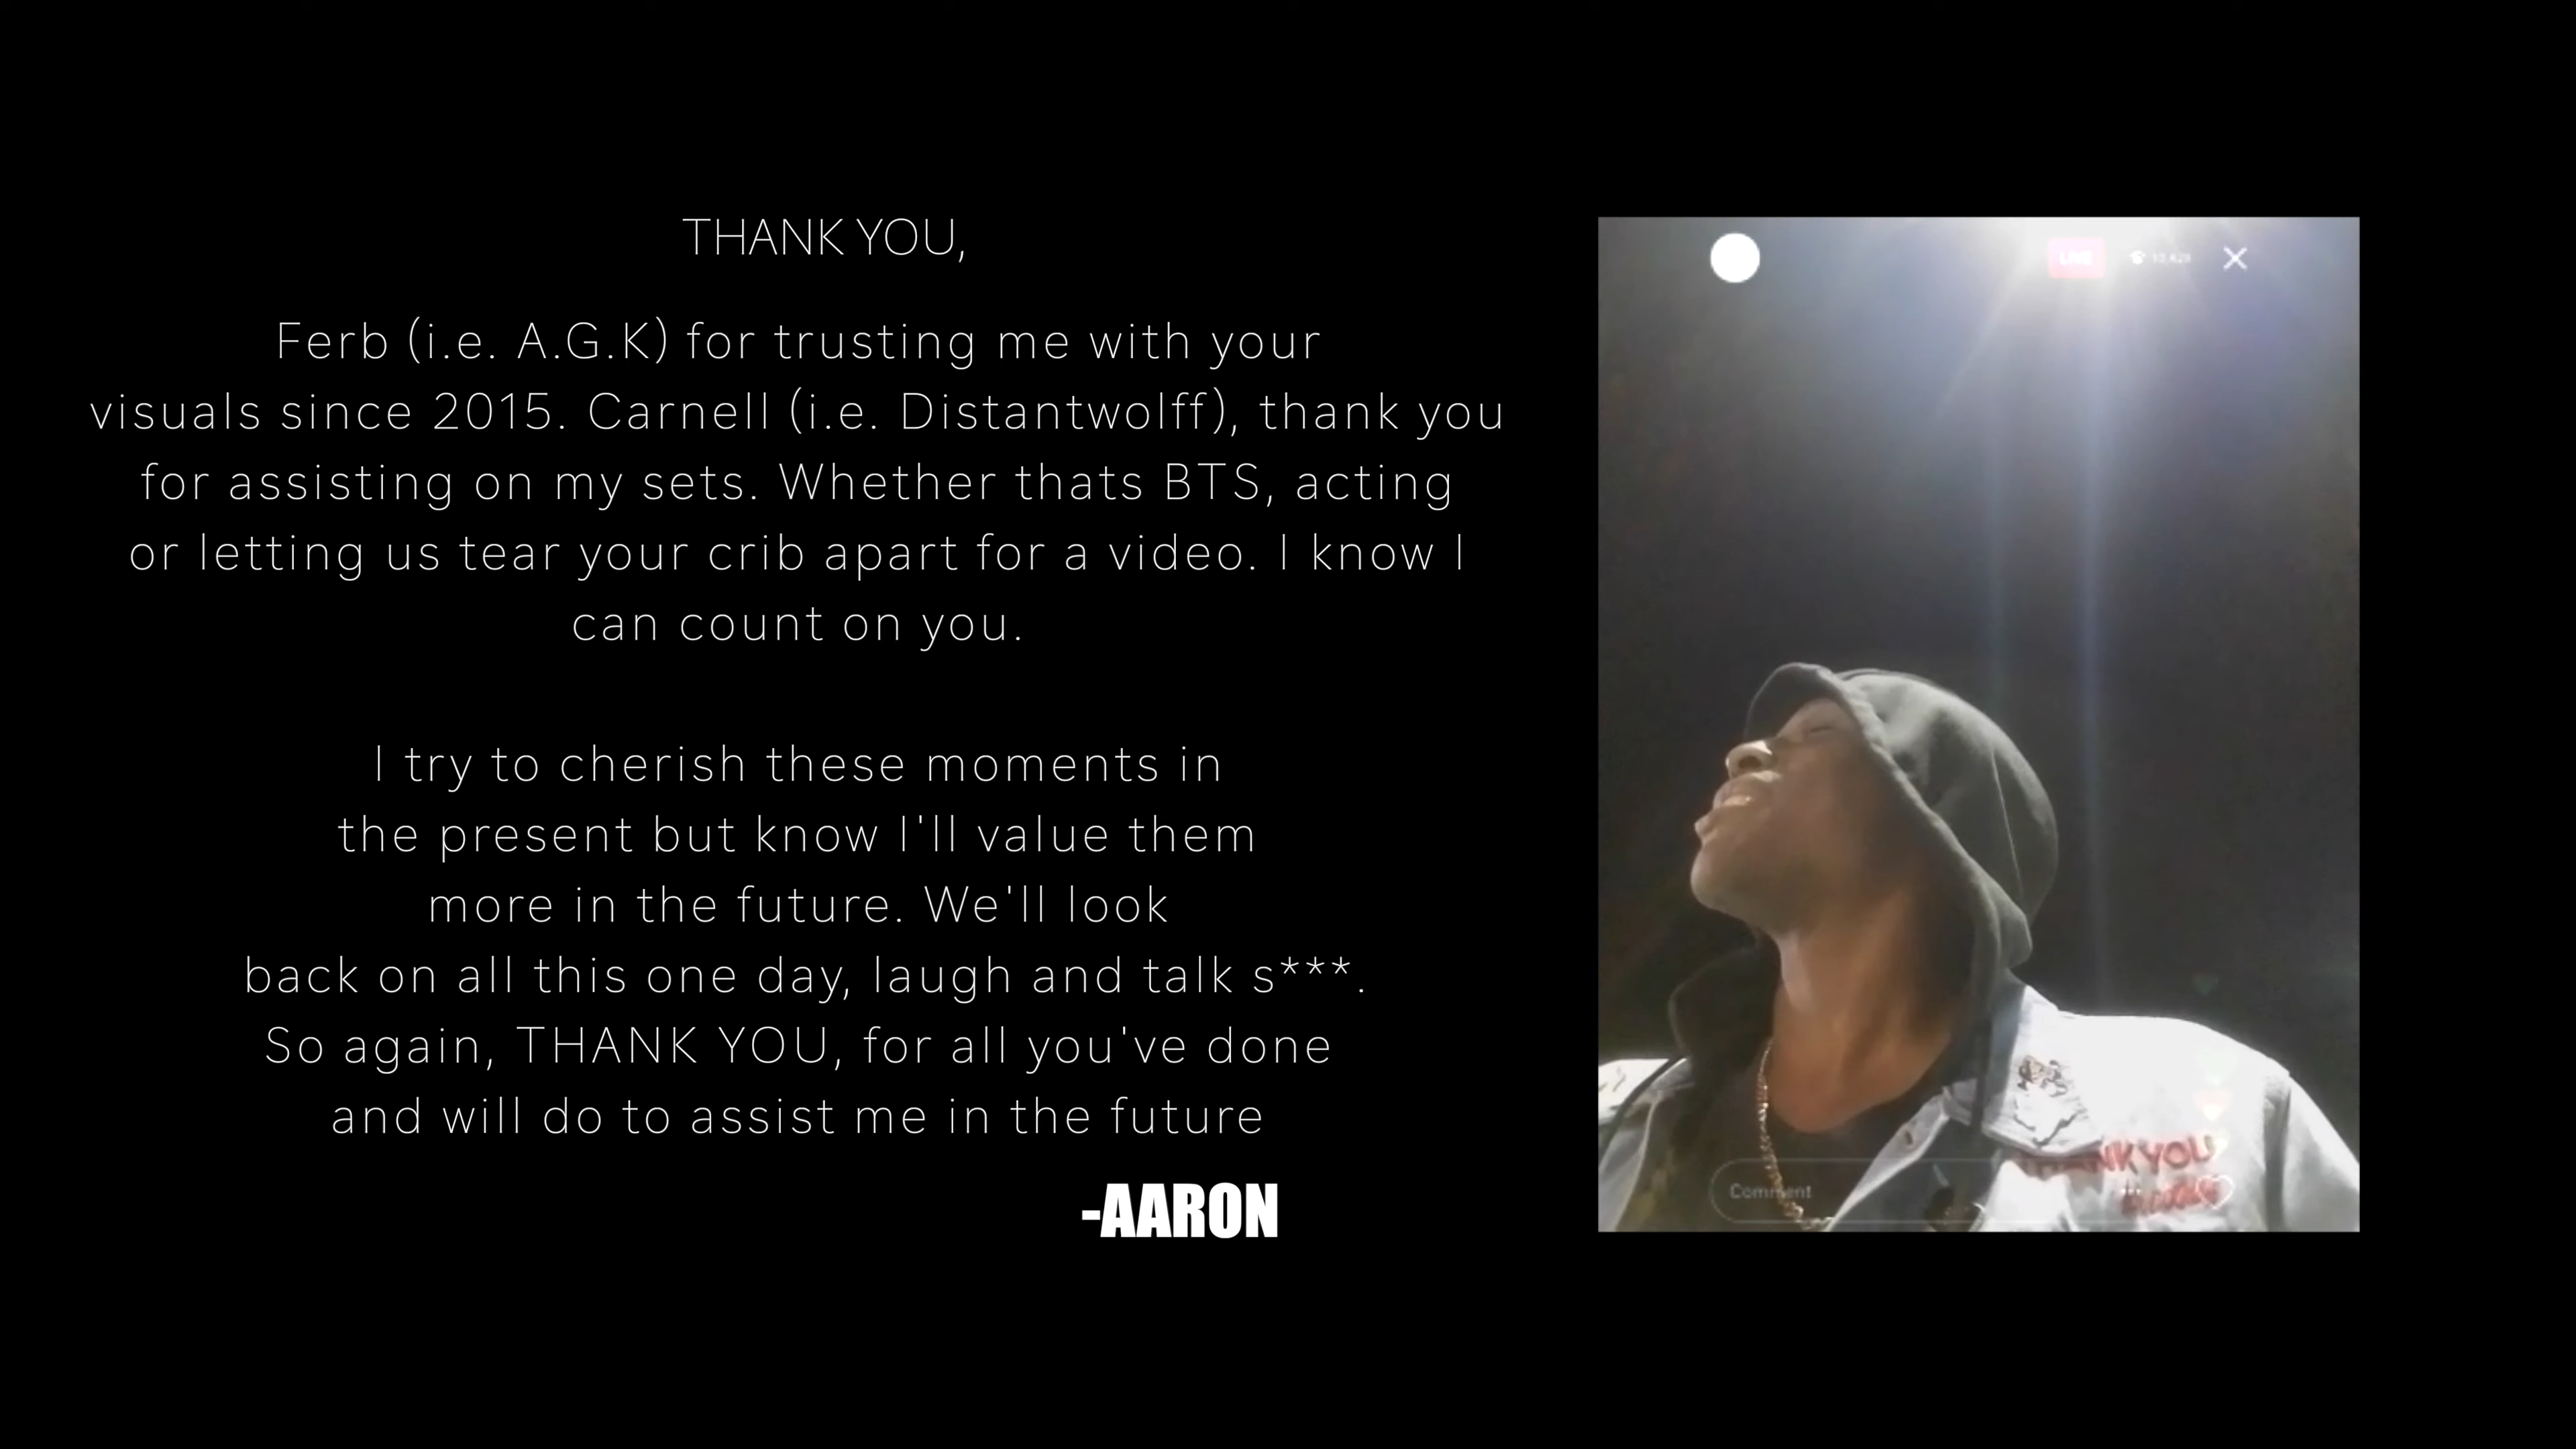 THANK YOU,
Ferb (i.e. A.G.K) for trusting me with your
visuals since 2015. Carnell (i.e. Distantwolff), thank you
for assisting on my sets. Whether thats BTS, acting
or letting us tear your crib apart for a video. I know I
can count on you.
I try to cherish these moments in
the present but know I'll value them
more in the future. We'll look
back on all this one day, laugh and talk s***.
So again, THANK YOU, for all you've done
and will do to assist me in the future
-AARON
LIVE
Comment
THANK YOU